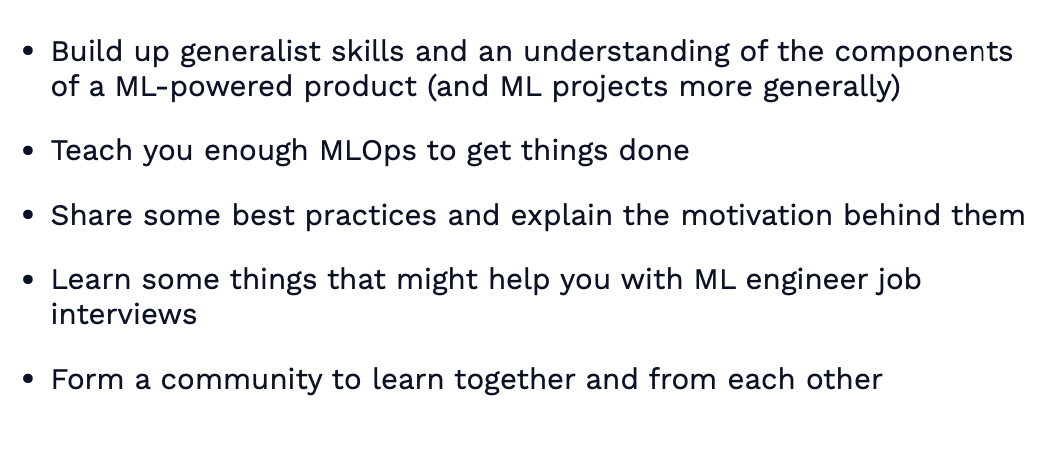 • Build up generalist skills and an understanding of the components
of a ML-powered product (and ML projects more generally)
• Teach you enough MLOps to get things done
• Share some best practices and explain the motivation behind them
• Learn some things that might help you with ML engineer job
interviews
• Form a community to learn together and from each other